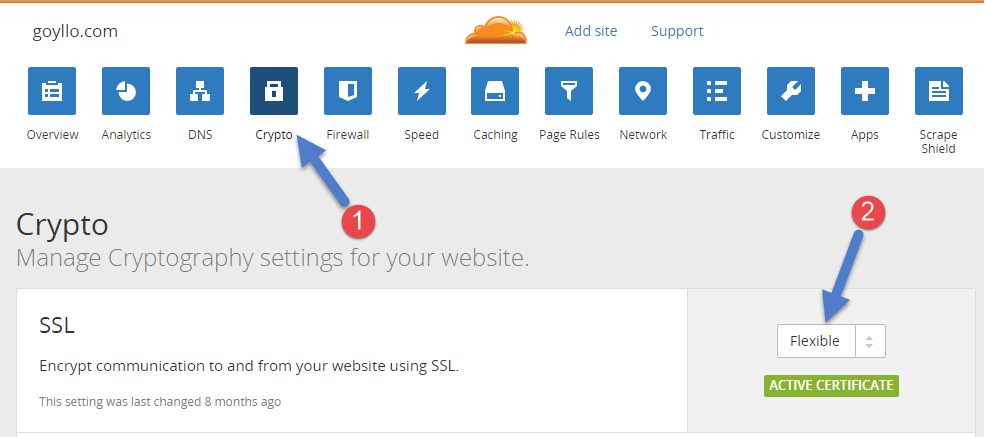 goyllo.com
Add site
Support
Overview
Analytics
DNS
Crypto
Firewall
Speed
Caching
Page Rules
Network
Traffic
Customize
Apps
Scrape
Shield
1
2
Crypto
Manage Cryptography settings for your website.
SSL
Flexible
Encrypt communication to and from your website using SSL.
ACTIVE CERTIFICATE
This setting was last changed 8 months ago